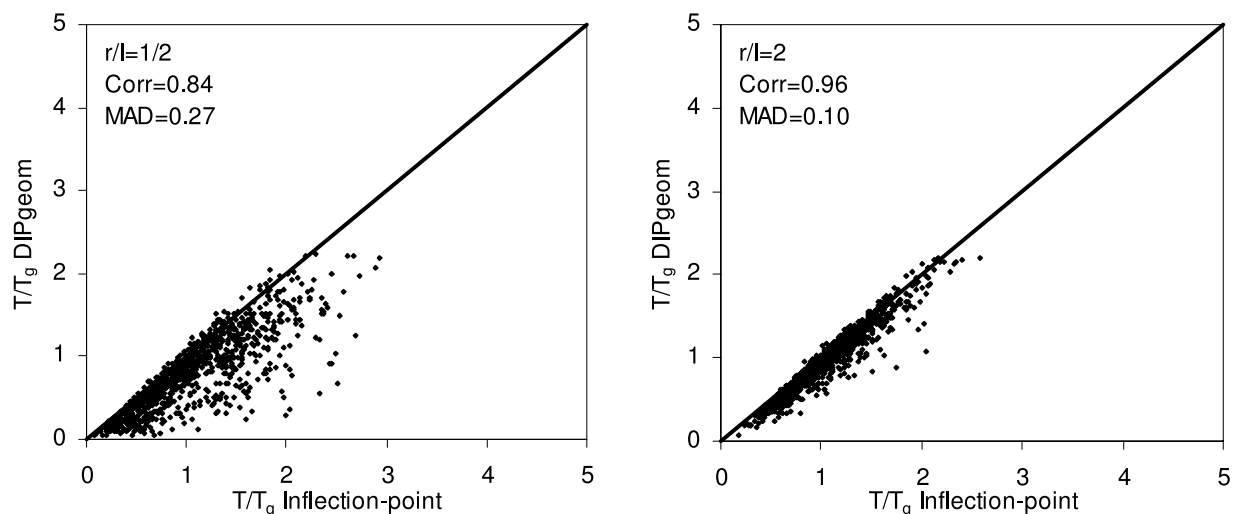 r/l=1/2
Corr=0.84
MAD=0.27
5
4
3
2
1
0
T/Tg DIPgeom
0 1 2 3 4 5
T/Tg Inflection-point
r/l=2
Corr=0.96
MAD=0.10
5
4
3
2
1
0
T/Tg DIPgeom
0 1 2 3 4 5
T/Tg Inflection-point